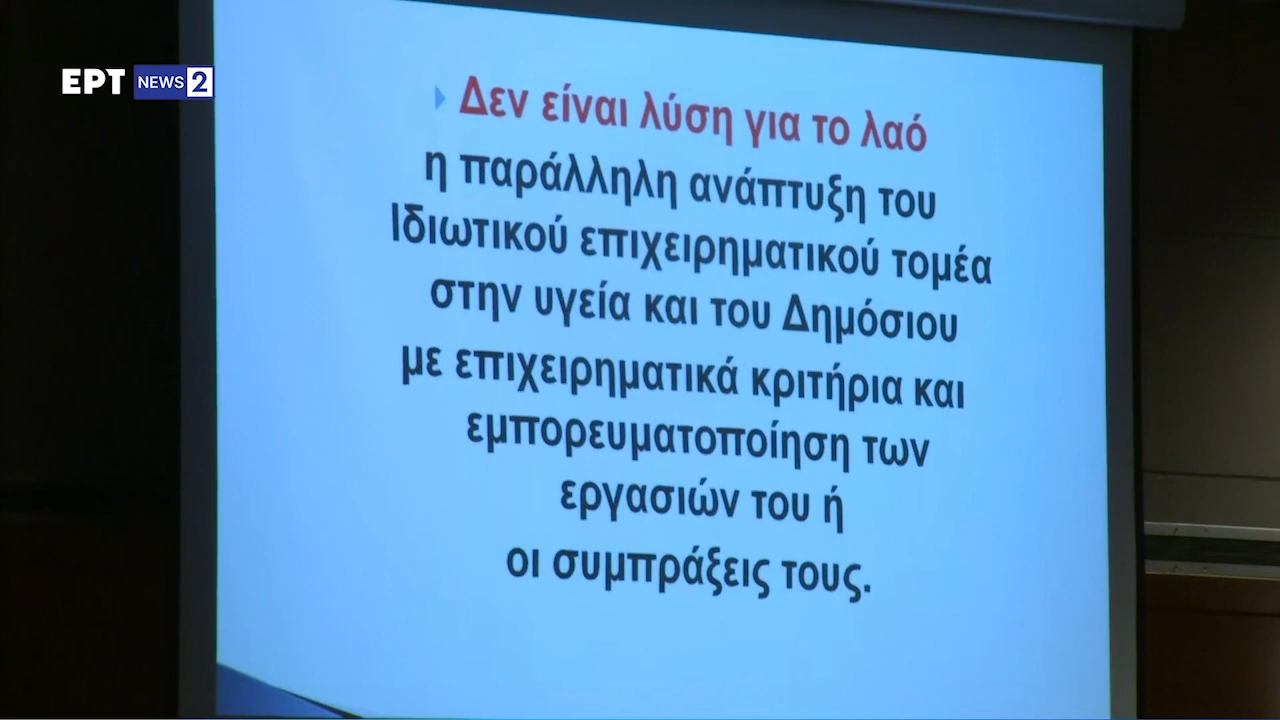 ΕΡΤ NEWS 2
Δεν είναι λύση για το λαό
η παράλληλη ανάπτυξη του
Ιδιωτικού επιχειρηματικού τομέα
στην υγεία και του Δημόσιου
με επιχειρηματικά κριτήρια και
εμπορευματοποίηση των
εργασιών του ή
οι συμπράξεις τους.